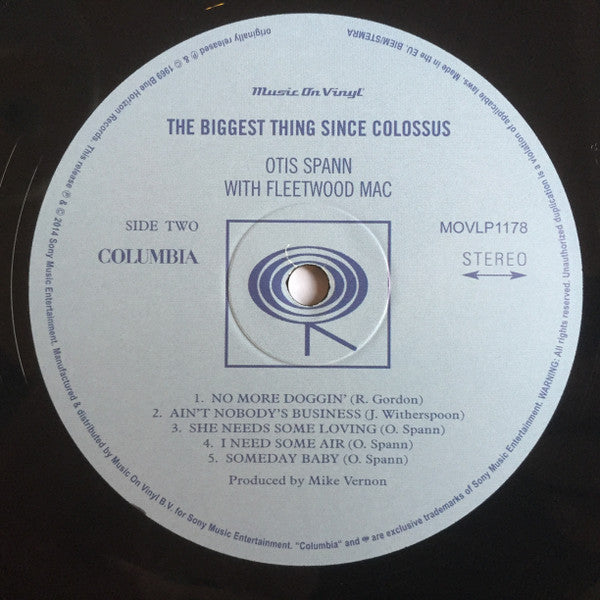 Music On Vinyl
THE BIGGEST THING SINCE COLOSSUS
OTIS SPANN
WITH FLEETWOOD MAC
SIDE TWO
MOVLP1178
COLUMBIA
STEREO
1. NO MORE DOGGIN' (R. Gordon)
2. AIN'T NOBODY'S BUSINESS (J. Witherspoon)
3. SHE NEEDS SOME LOVING (O. Spann)
4. I NEED SOME AIR (O. Spann)
5. SOMEDAY BABY (O. Spann)
Produced by Mike Vernon
originally released ℗ & © 1969 Blue Horizon Records. This release ℗ & © 2014 Sony Music Entertainment. Manufactured & distributed by Music On Vinyl B.V. for Sony Music Entertainment. "Columbia" and are exclusive trademarks of Sony Music Entertainment. WARNING: All rights reserved. Unauthorized duplication is a violation of applicable laws. Made in the EU. BIEM/STEMRA